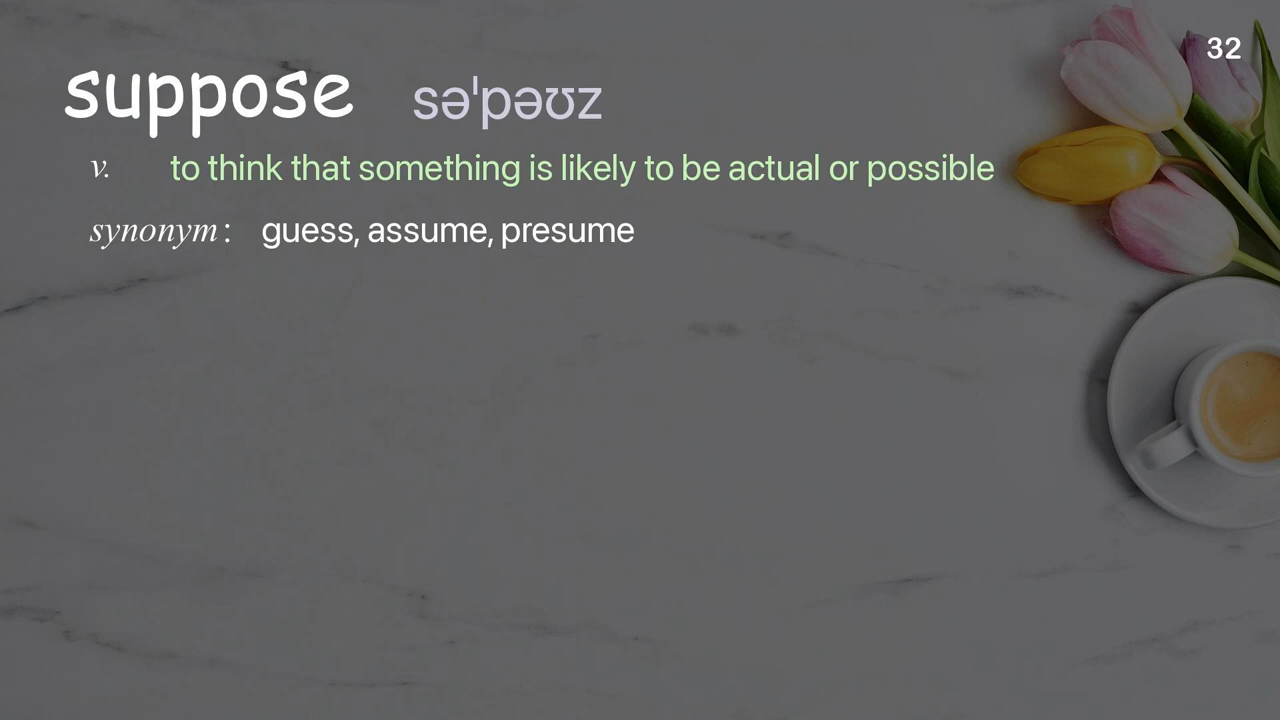 32
suppose səˈpəʊz
v. to think that something is likely to be actual or possible
synonym: guess, assume, presume